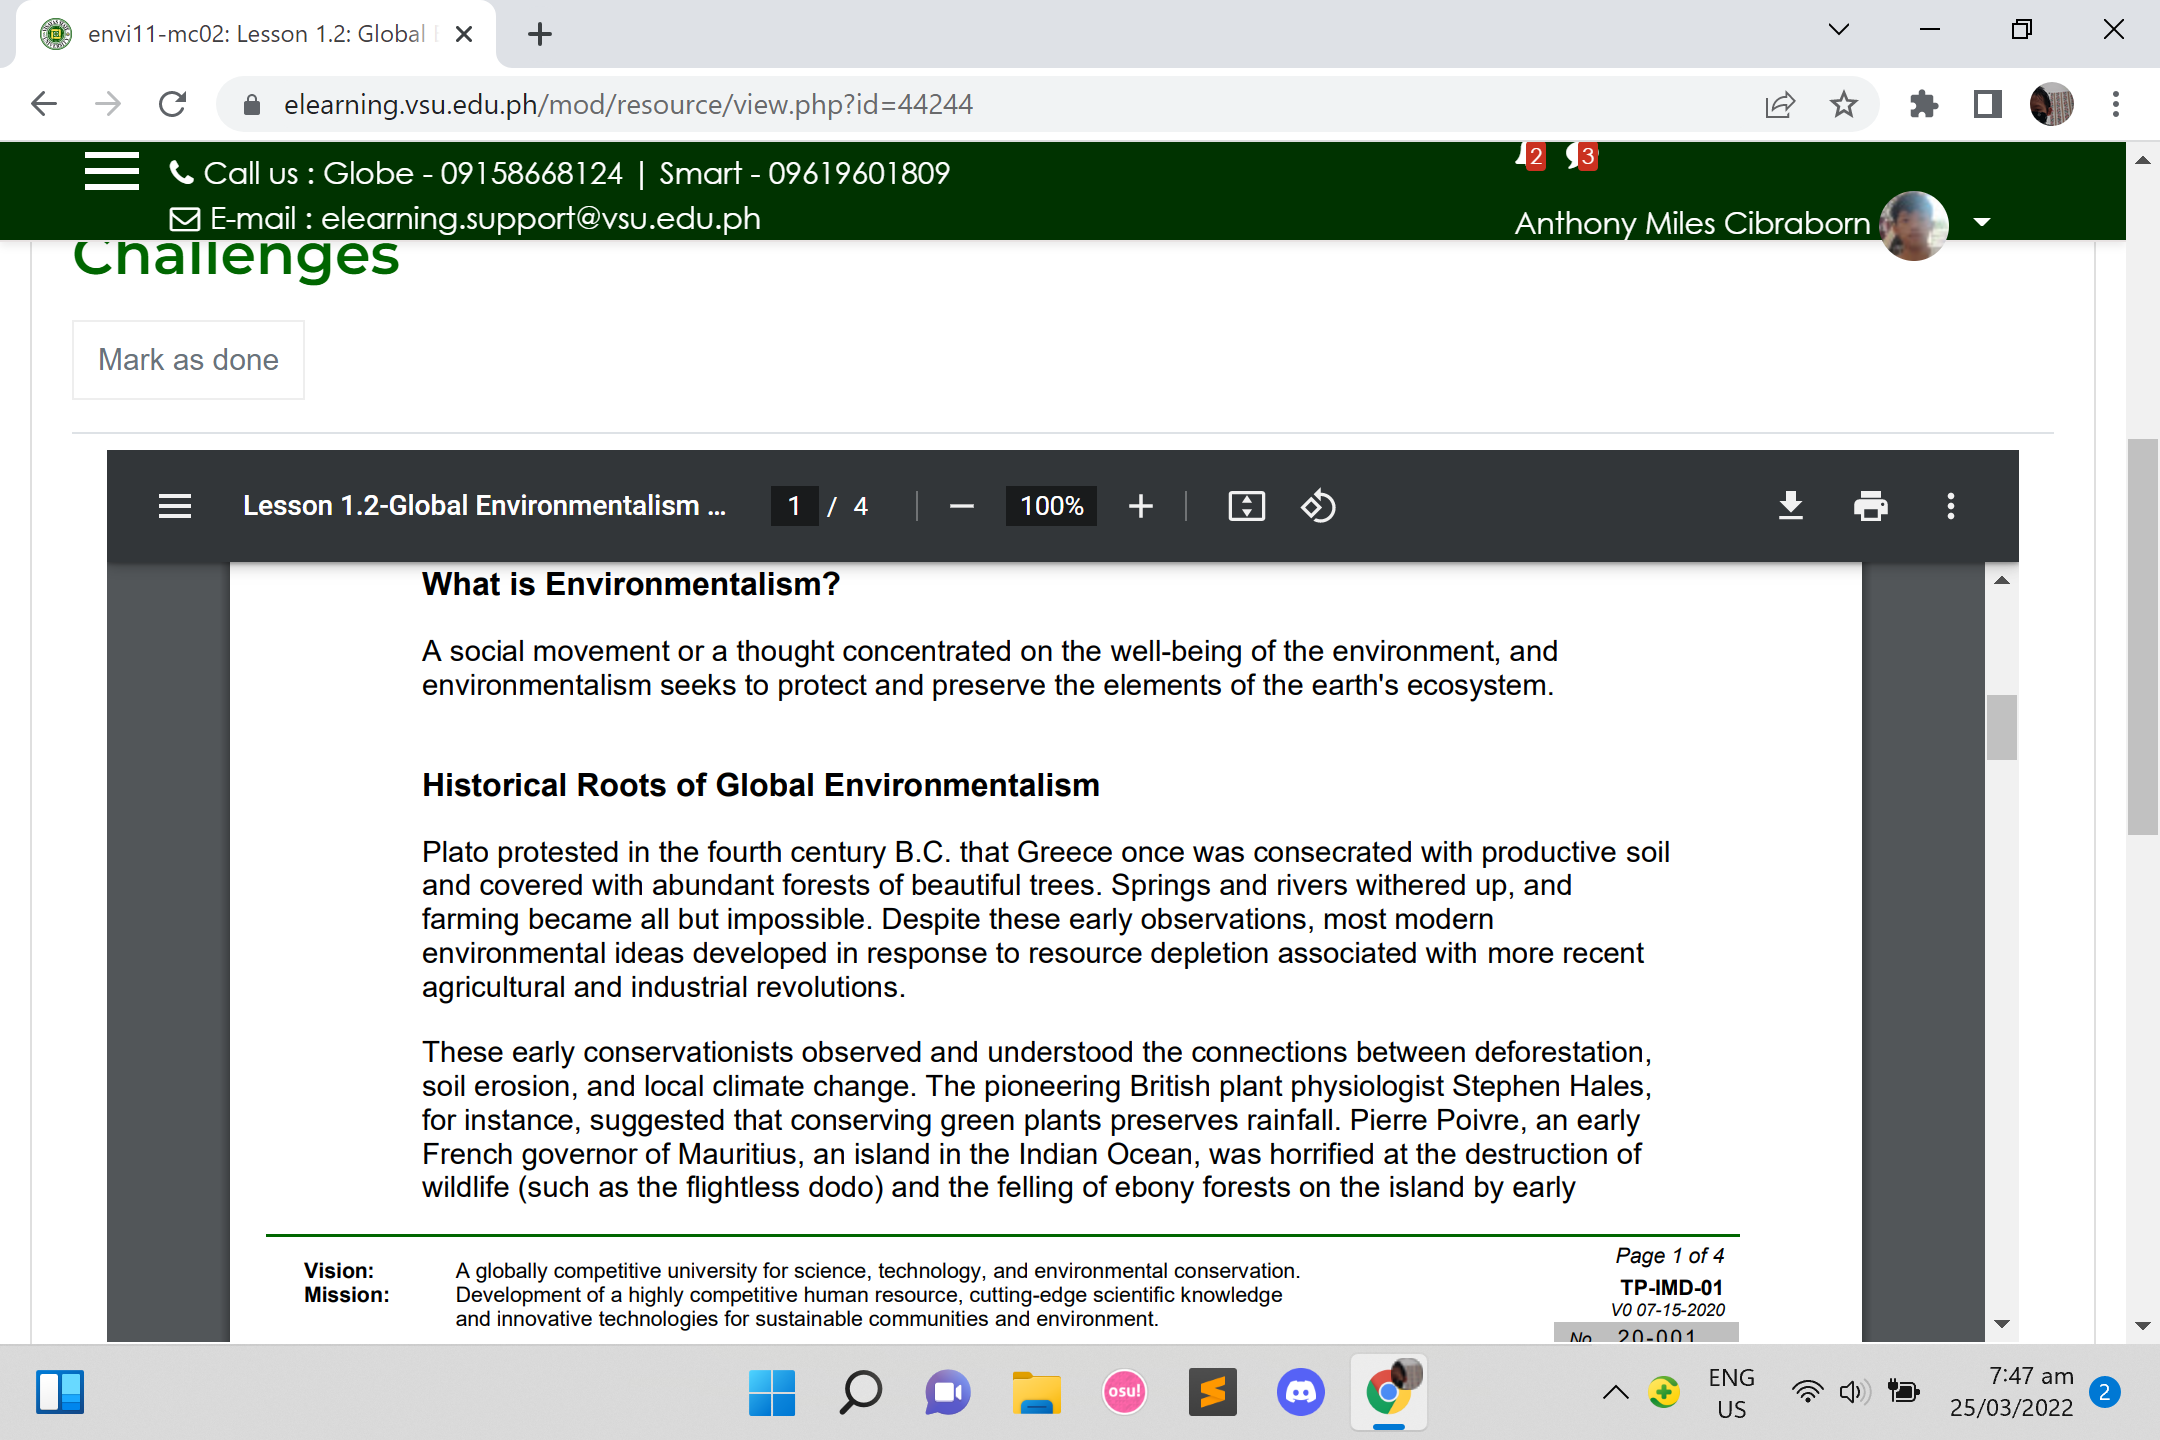 envi11-mc02: Lesson 1.2: Global
elearning.vsu.edu.ph/mod/resource/view.php?id=44244
Call us : Globe - 09158668124 | Smart - 09619601809
2 3
E-mail : elearning.support@vsu.edu.ph
Anthony Miles Cibraborn
Challenges
Mark as done
Lesson 1.2-Global Environmentalism ... 1 / 4 100%
What is Environmentalism?
A social movement or a thought concentrated on the well-being of the environment, and
environmentalism seeks to protect and preserve the elements of the earth's ecosystem.
Historical Roots of Global Environmentalism
Plato protested in the fourth century B.C. that Greece once was consecrated with productive soil
and covered with abundant forests of beautiful trees. Springs and rivers withered up, and
farming became all but impossible. Despite these early observations, most modern
environmental ideas developed in response to resource depletion associated with more recent
agricultural and industrial revolutions.
These early conservationists observed and understood the connections between deforestation,
soil erosion, and local climate change. The pioneering British plant physiologist Stephen Hales,
for instance, suggested that conserving green plants preserves rainfall. Pierre Poivre, an early
French governor of Mauritius, an island in the Indian Ocean, was horrified at the destruction of
wildlife (such as the flightless dodo) and the felling of ebony forests on the island by early
Page 1 of 4
Vision: A globally competitive university for science, technology, and environmental conservation.
Mission: Development of a highly competitive human resource, cutting-edge scientific knowledge
and innovative technologies for sustainable communities and environment.
TP-IMD-01
V0 07-15-2020
No. 20-001
osu!
ENG
US
7:47 am
25/03/2022
2